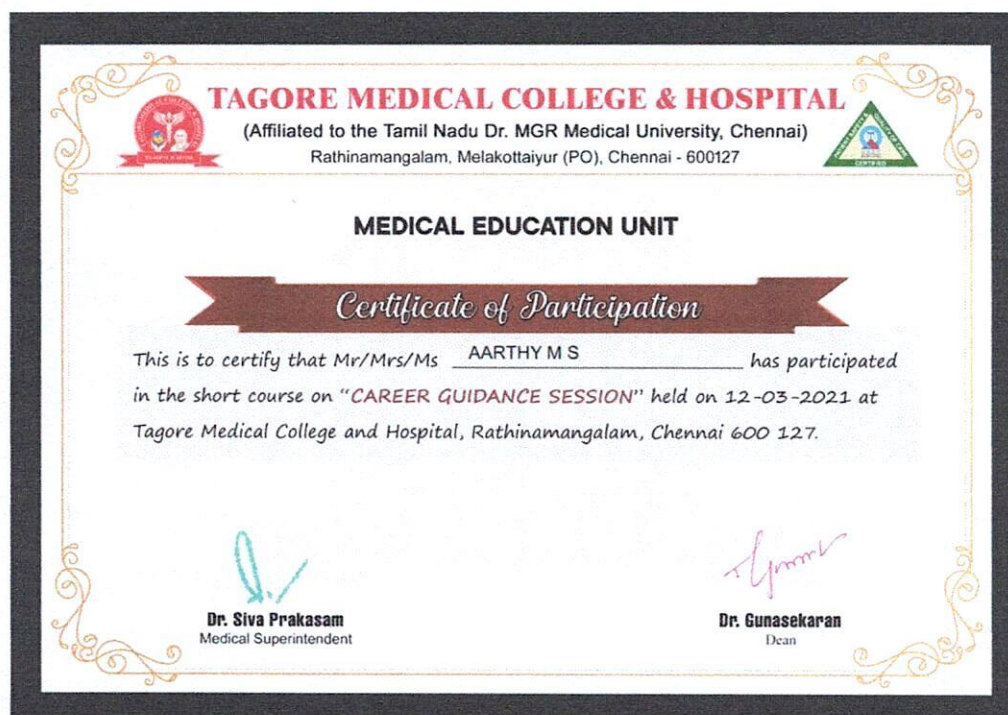 TAGORE MEDICAL COLLEGE & HOSPITAL
(Affiliated to the Tamil Nadu Dr. MGR Medical University, Chennai)
Rathinamangalam, Melakottaiyur (PO), Chennai - 600127
CERTIFIED
MEDICAL EDUCATION UNIT
Certificate of Participation
This is to certify that Mr/Mrs/Ms AARTHY M S has participated
in the short course on "CAREER GUIDANCE SESSION" held on 12-03-2021 at
Tagore Medical College and Hospital, Rathinamangalam, Chennai 600 127.
Dr. Siva Prakasam
Medical Superintendent
Dr. Gunasekaran
Dean